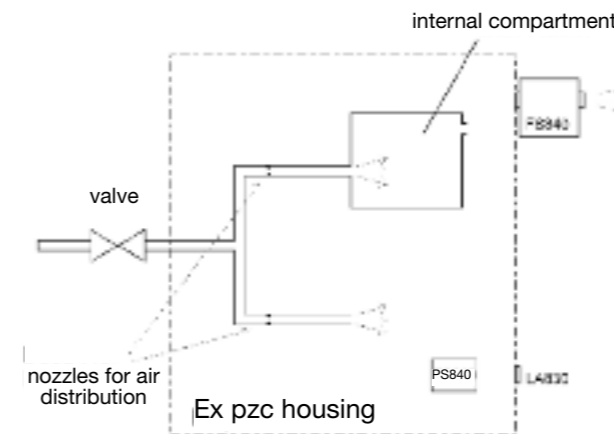 internal compartment
valve
nozzles for air
distribution
PS840
Ex pzc housing